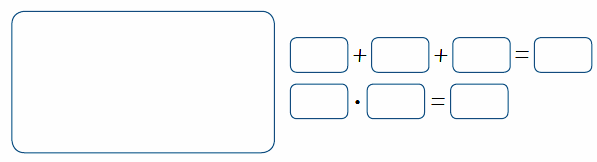 + + =
· =